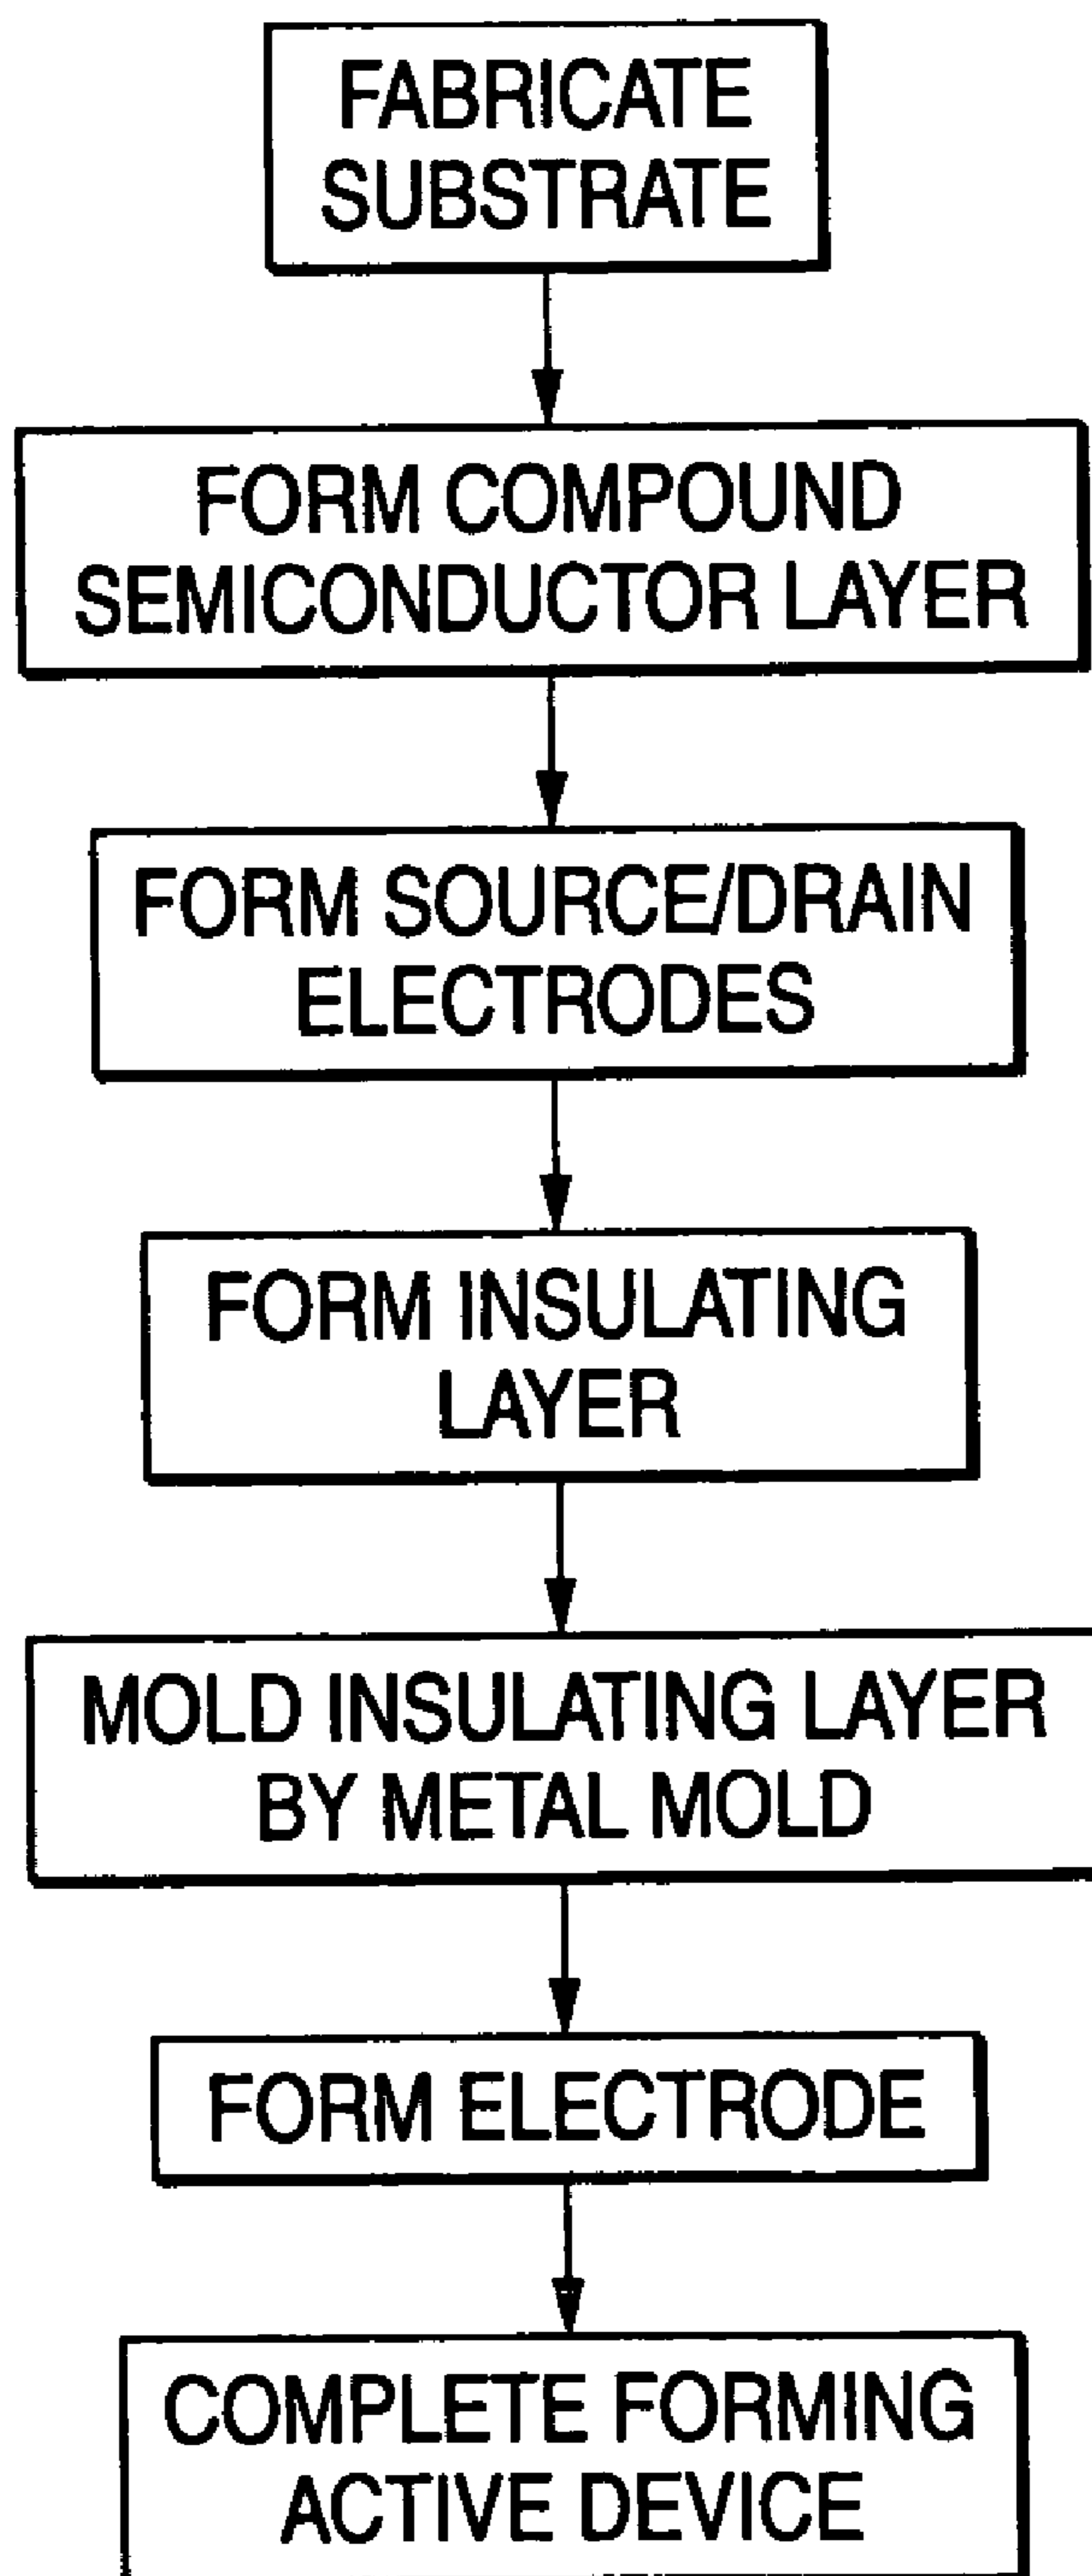 FABRICATE
SUBSTRATE
FORM COMPOUND
SEMICONDUCTOR LAYER
FORM SOURCE/DRAIN
ELECTRODES
FORM INSULATING
LAYER
MOLD INSULATING LAYER
BY METAL MOLD
FORM ELECTRODE
COMPLETE FORMING
ACTIVE DEVICE